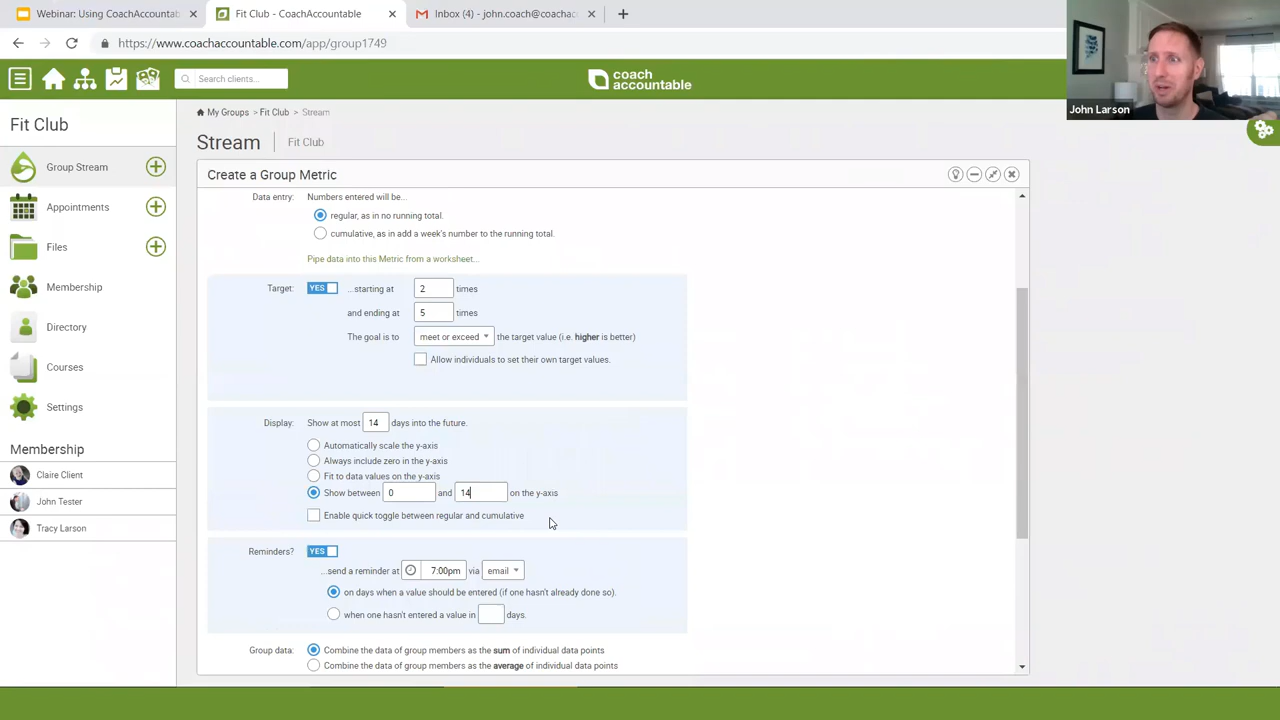 Webinar: Using CoachAccountab
Fit Club - CoachAccountable
Inbox (4) - john.coach@coachac
https://www.coachaccountable.com/app/group1749
Search clients...
coach
accountable
John Larson
Fit Club
Group Stream
Appointments
Files
Membership
Directory
Courses
Settings
Membership
Claire Client
John Tester
Tracy Larson
My Groups > Fit Club > Stream
Stream
Fit Club
Create a Group Metric
Data entry: Numbers entered will be...
regular, as in no running total.
cumulative, as in add a week's number to the running total.
Pipe data into this Metric from a worksheet...
Target: YES ...starting at 2 times
and ending at 5 times
The goal is to meet or exceed the target value (i.e. higher is better)
Allow individuals to set their own target values.
Display: Show at most 14 days into the future.
Automatically scale the y-axis
Always include zero in the y-axis
Fit to data values on the y-axis
Show between 0 and 14 on the y-axis
Enable quick toggle between regular and cumulative
Reminders? YES
...send a reminder at 7:00pm via email
on days when a value should be entered (if one hasn't already done so).
when one hasn't entered a value in days.
Group data: Combine the data of group members as the sum of individual data points
Combine the data of group members as the average of individual data points